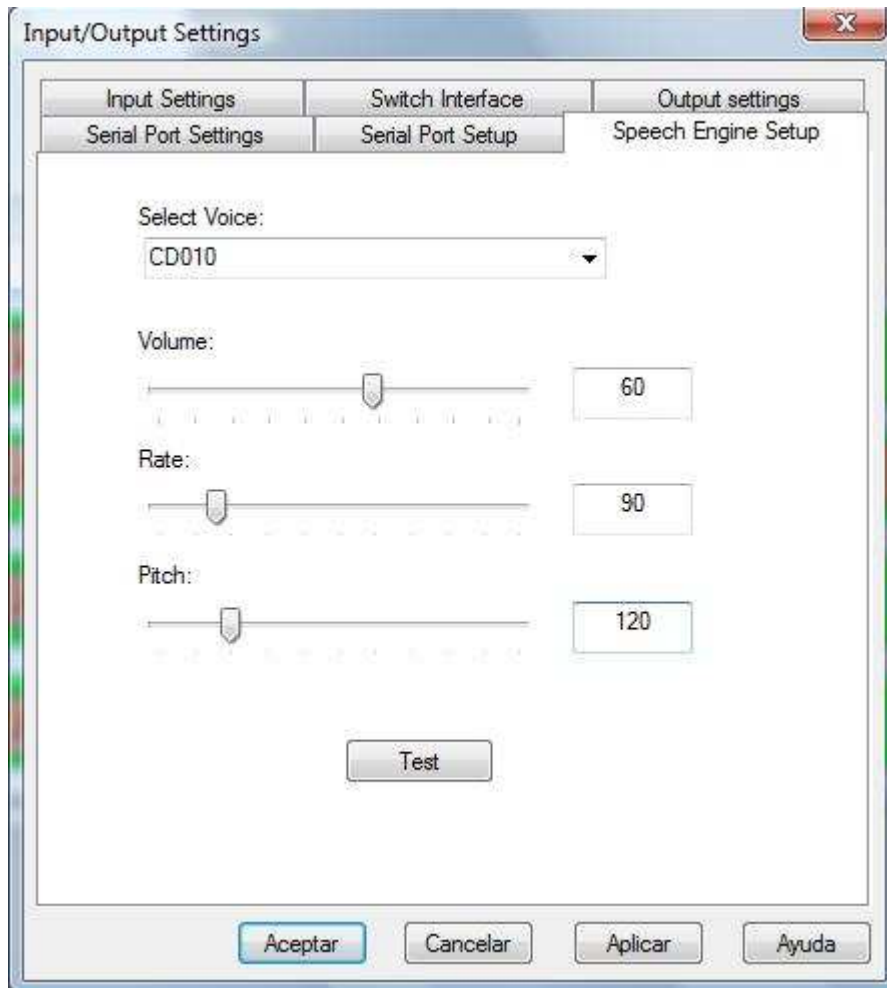 Input/Output Settings
Input Settings Switch Interface Output settings
Serial Port Settings Serial Port Setup Speech Engine Setup
Select Voice:
CD010
Volume:
60
Rate:
90
Pitch:
120
Test
Aceptar Cancelar Aplicar Ayuda